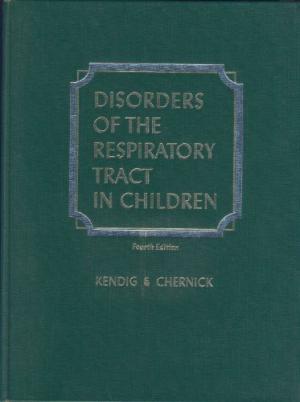 DISORDERS
OF THE
RESPIRATORY
TRACT
IN CHILDREN
Fourth Edition
KENDIG & CHERNICK